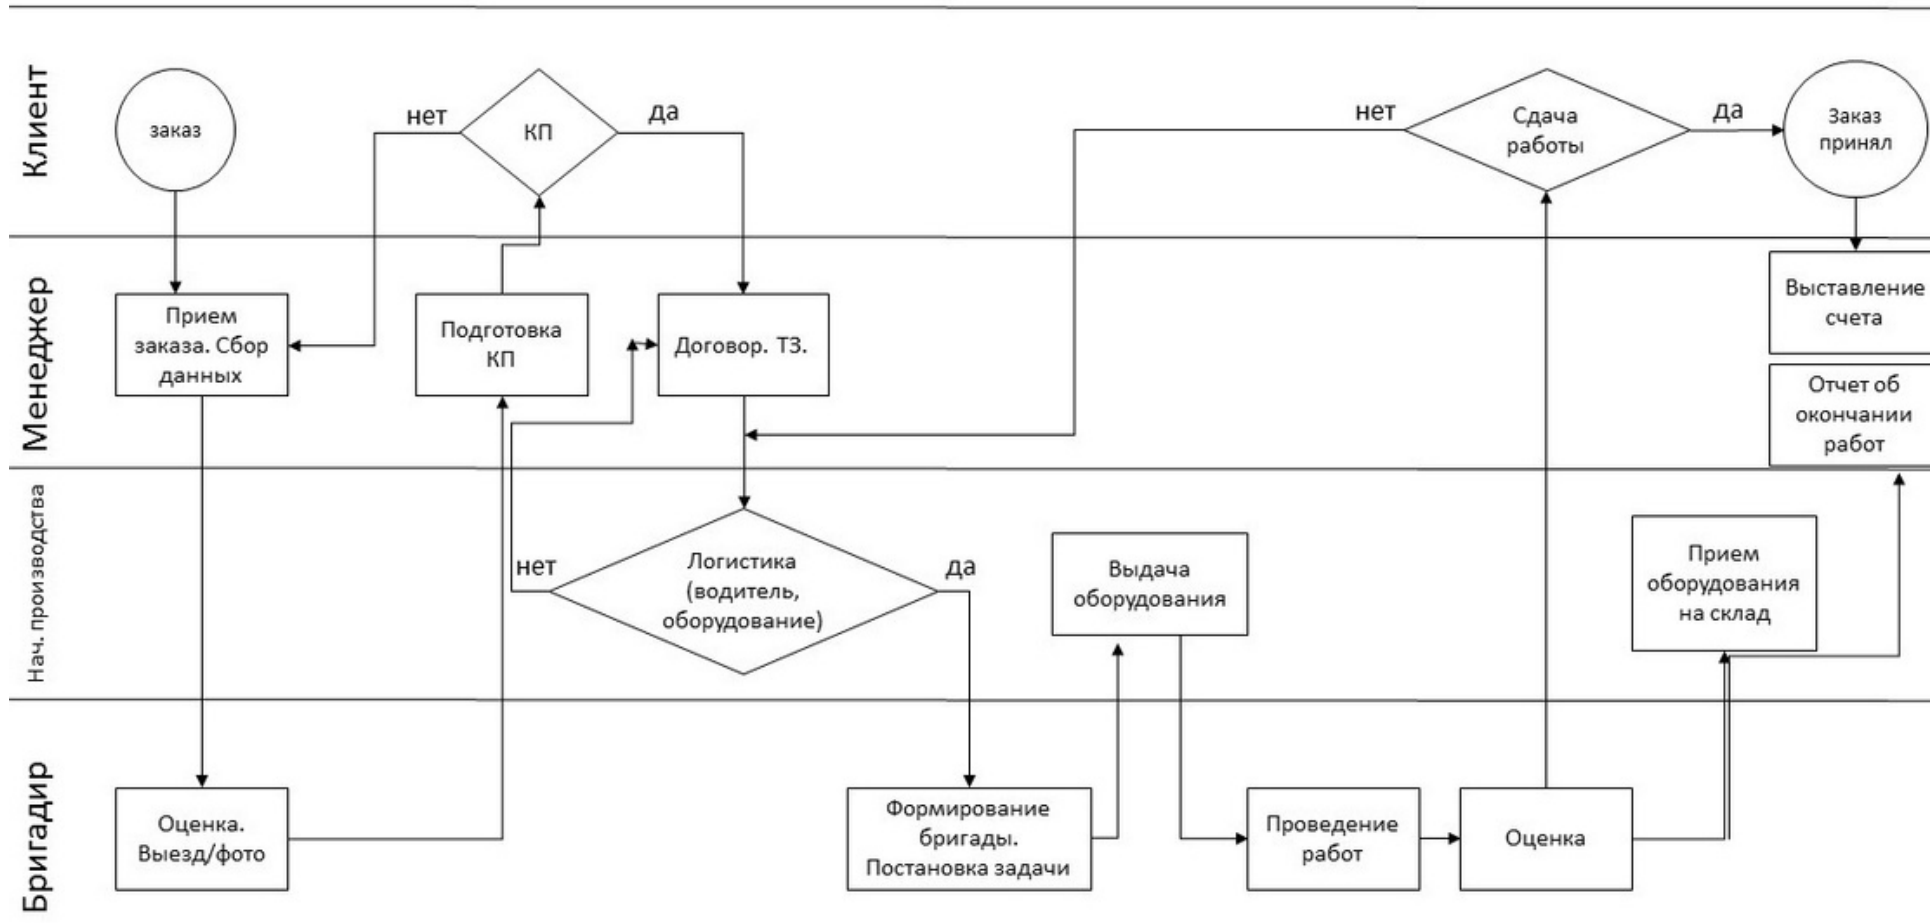 Клиент
заказ
нет
КП
да
нет
Сдача
работы
да
Заказ
принял
Менеджер
Прием
заказа. Сбор
данных
Подготовка
КП
Договор. ТЗ.
Выставление
счета
Отчет об
окончании
работ
Нач. производства
нет
Логистика
(водитель,
оборудование)
да
Выдача
оборудования
Прием
оборудования
на склад
Бригадир
Оценка.
Выезд/фото
Формирование
бригады.
Постановка задачи
Проведение
работ
Оценка